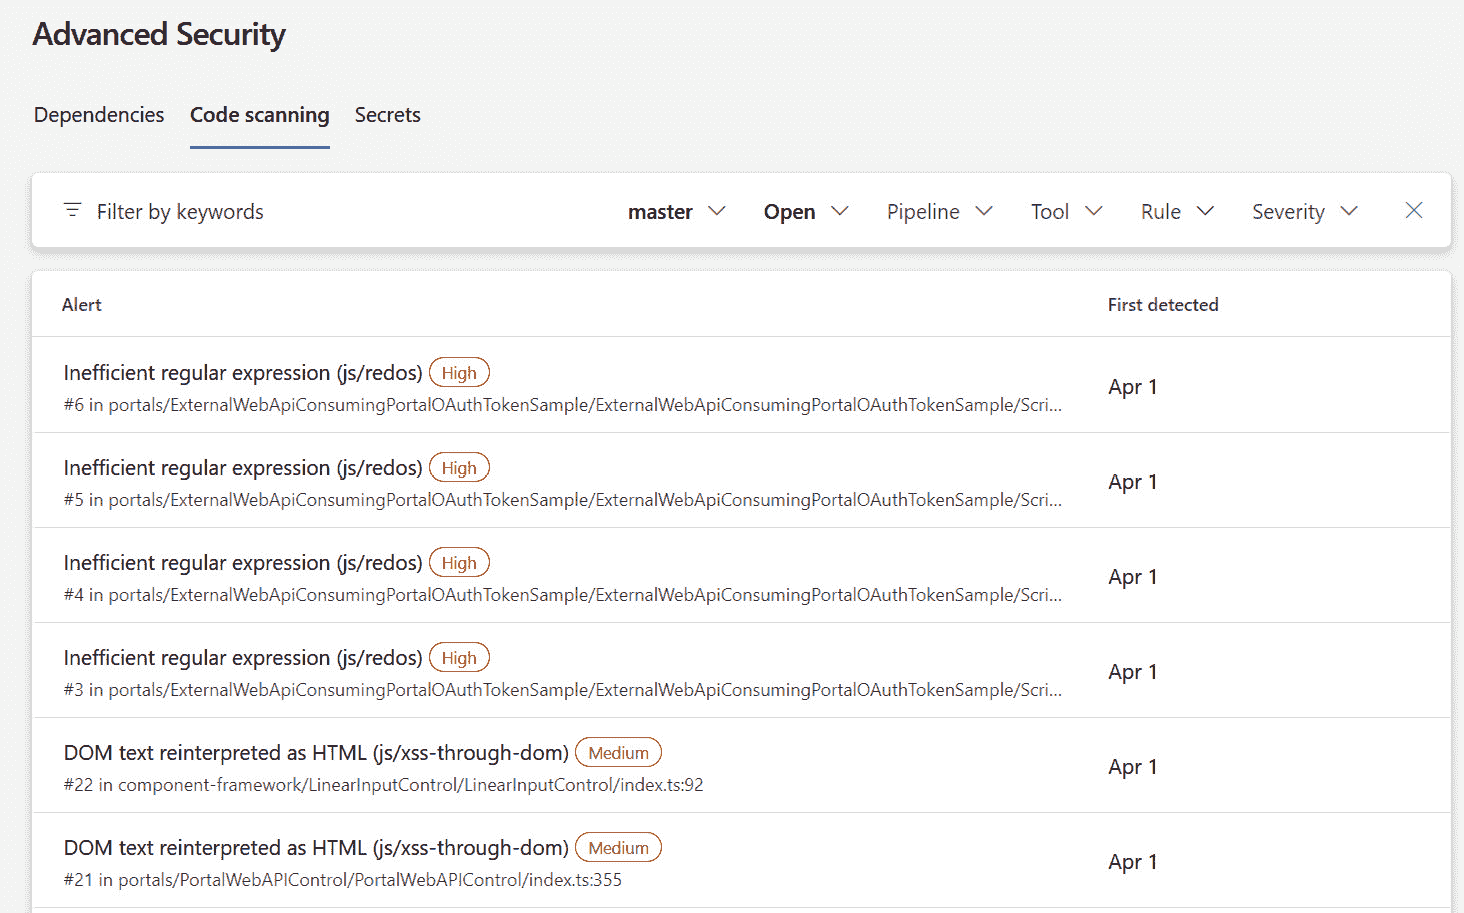 Advanced Security
Dependencies Code scanning Secrets
Filter by keywords master Open Pipeline Tool Rule Severity
Alert First detected
Inefficient regular expression (js/redos) High
#6 in portals/ExternalWebApiConsumingPortalOAuthTokenSample/ExternalWebApiConsumingPortalOAuthTokenSample/Scri...
Apr 1
Inefficient regular expression (js/redos) High
#5 in portals/ExternalWebApiConsumingPortalOAuthTokenSample/ExternalWebApiConsumingPortalOAuthTokenSample/Scri...
Apr 1
Inefficient regular expression (js/redos) High
#4 in portals/ExternalWebApiConsumingPortalOAuthTokenSample/ExternalWebApiConsumingPortalOAuthTokenSample/Scri...
Apr 1
Inefficient regular expression (js/redos) High
#3 in portals/ExternalWebApiConsumingPortalOAuthTokenSample/ExternalWebApiConsumingPortalOAuthTokenSample/Scri...
Apr 1
DOM text reinterpreted as HTML (js/xss-through-dom) Medium
#22 in component-framework/LinearInputControl/LinearInputControl/index.ts:92
Apr 1
DOM text reinterpreted as HTML (js/xss-through-dom) Medium
#21 in portals/PortalWebAPIControl/PortalWebAPIControl/index.ts:355
Apr 1